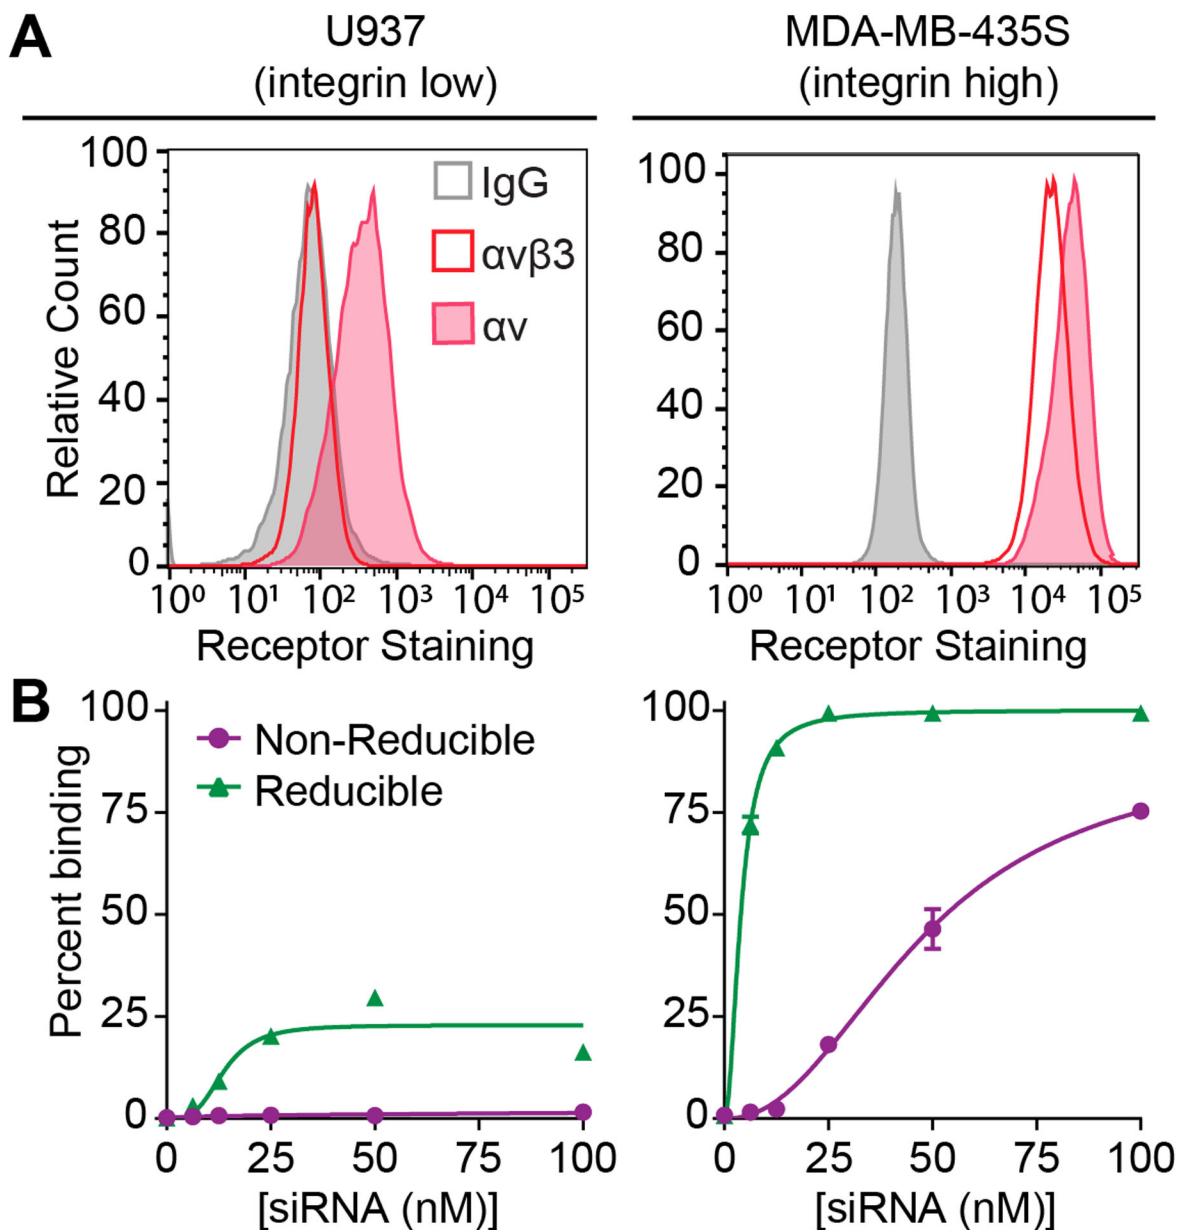 A
U937
(integrin low)
MDA-MB-435S
(integrin high)
100
80
60
40
20
0
Relative Count
IgG
αvβ3
αv
10⁰ 10¹ 10² 10³ 10⁴ 10⁵
Receptor Staining
100
80
60
40
20
0
10⁰ 10¹ 10² 10³ 10⁴ 10⁵
Receptor Staining
B
100
75
50
25
0
Percent binding
Non-Reducible
Reducible
0 25 50 75 100
[siRNA (nM)]
100
75
50
25
0
0 25 50 75 100
[siRNA (nM)]